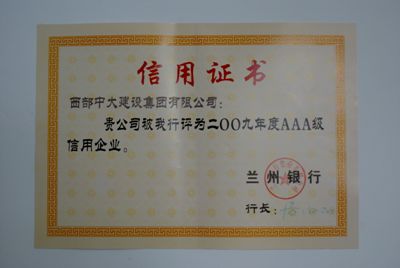 信用证书
西部中大建设集团有限公司：
贵公司被我行评为二OO九年度AAA级
信用企业。
兰州银行
行长：